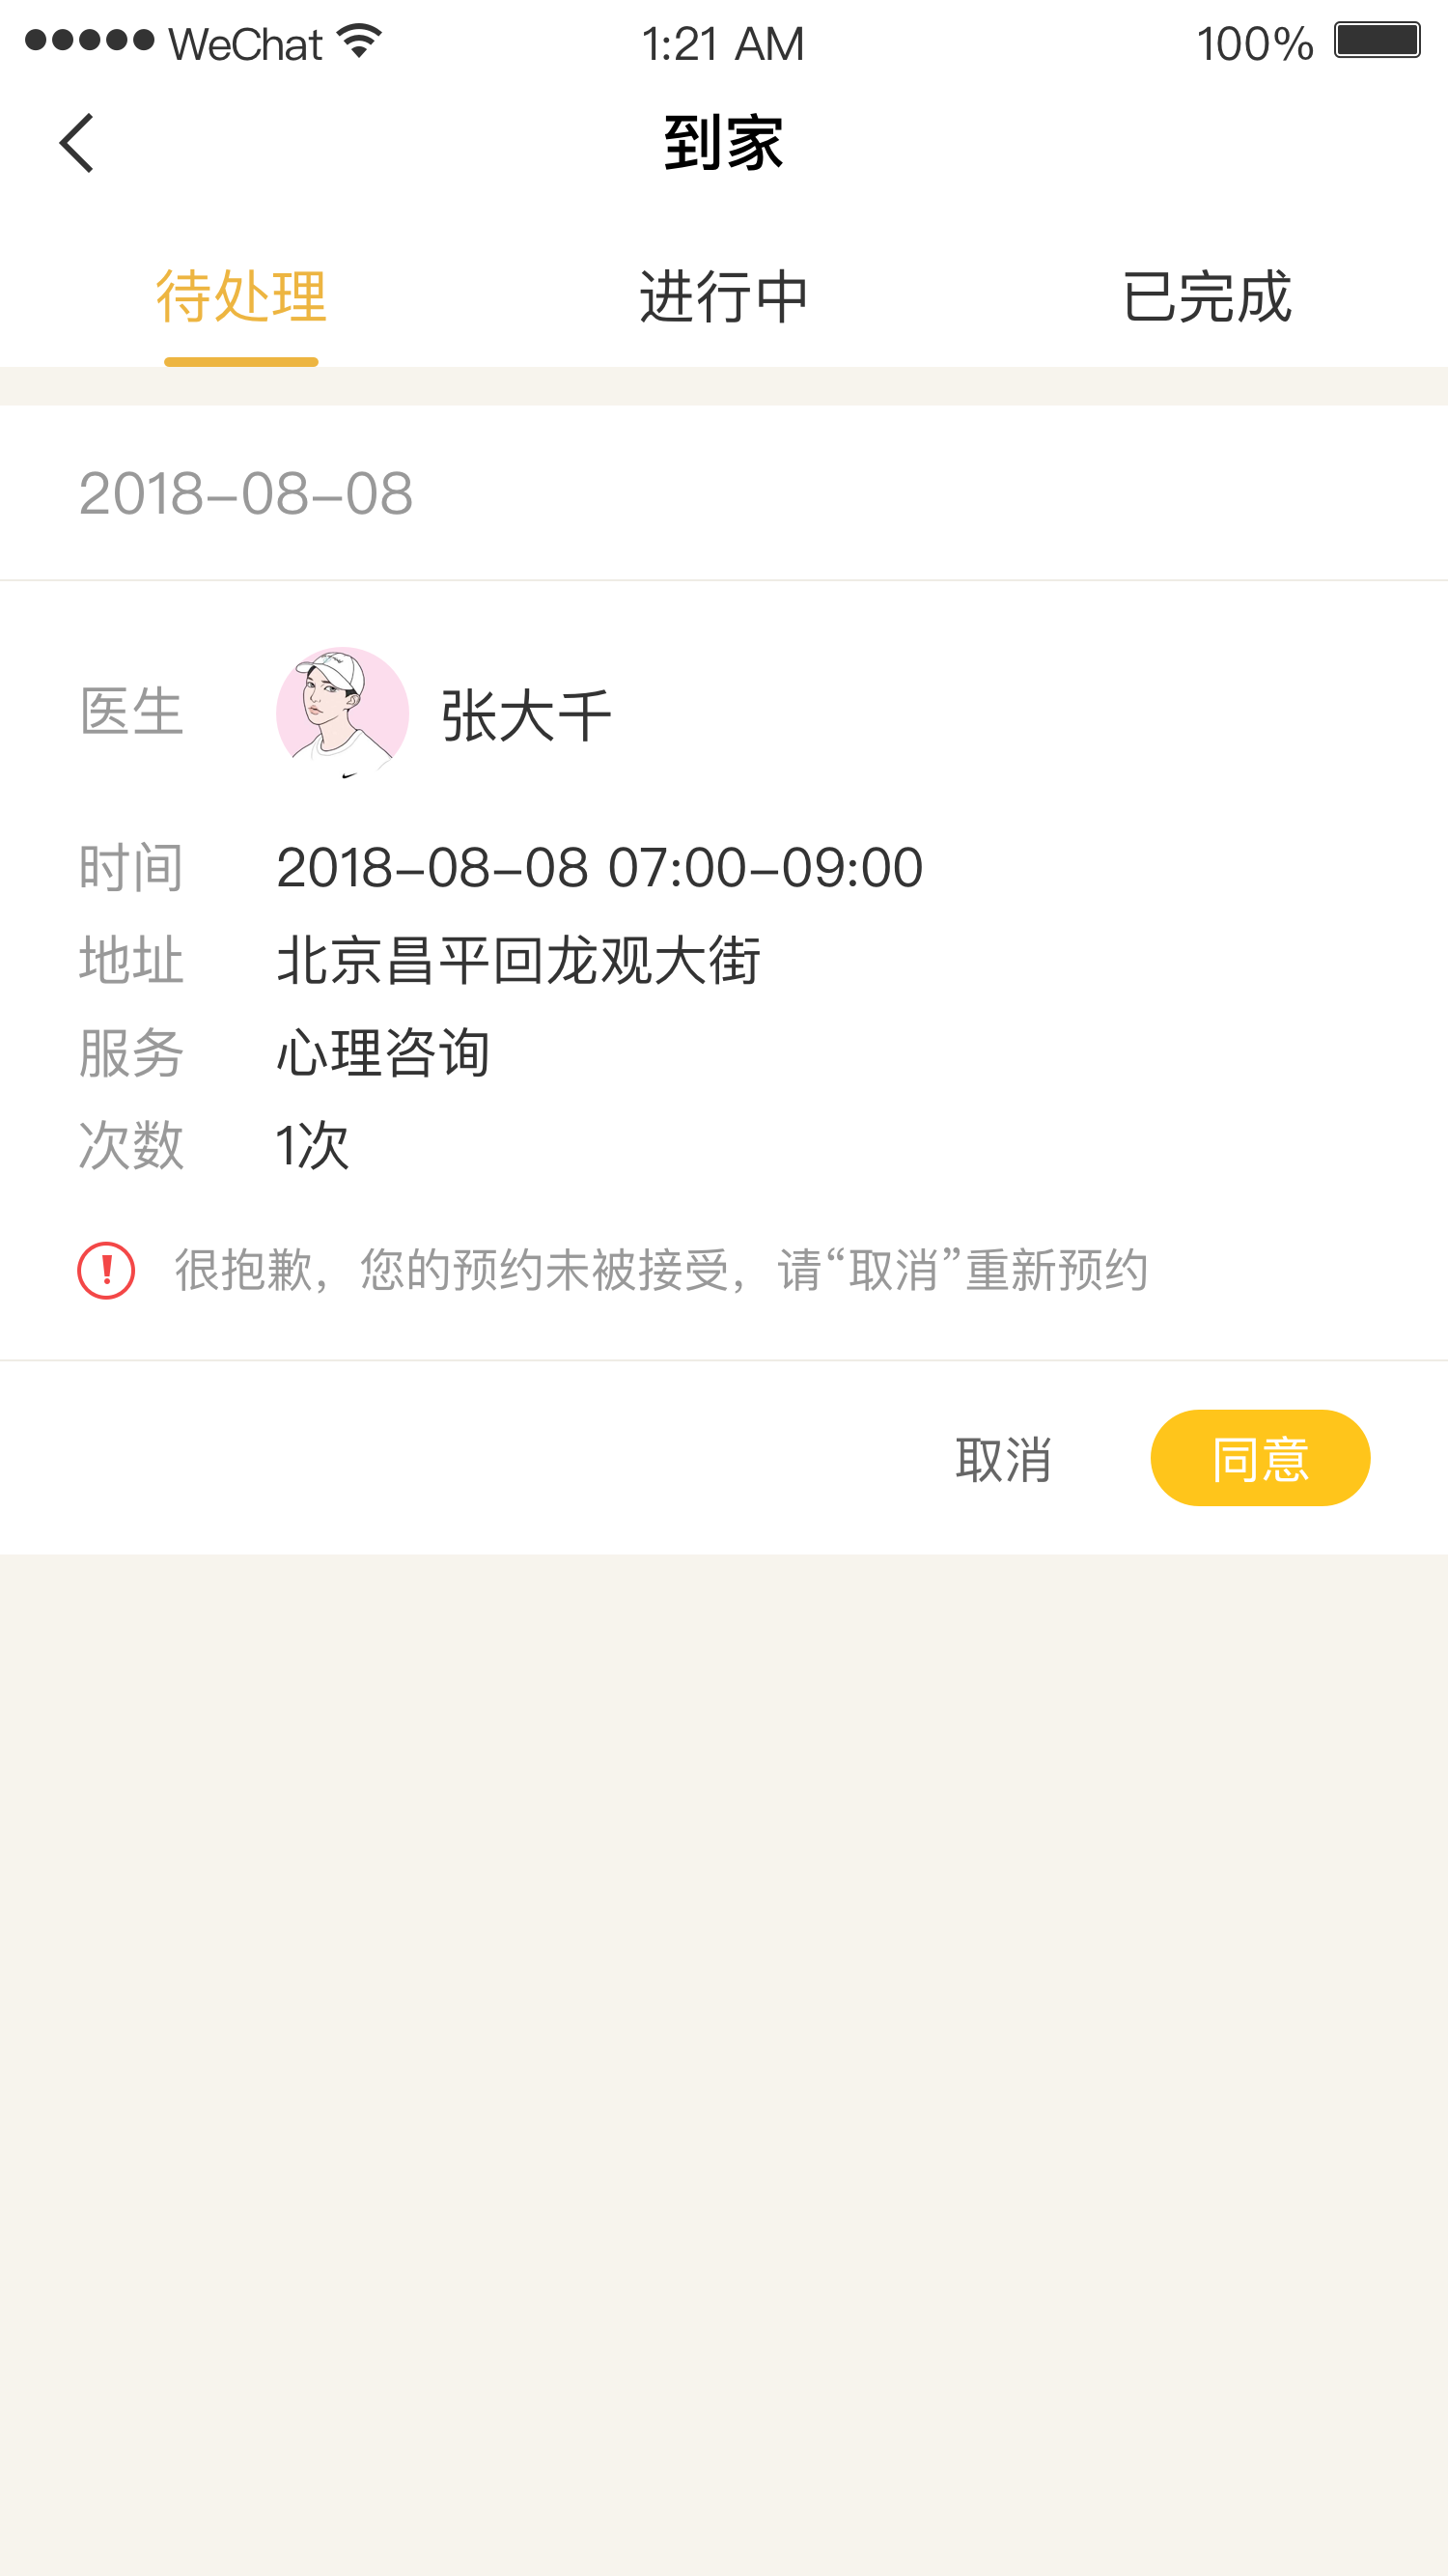 WeChat 1:21 AM 100%
到家
待处理 进行中 已完成
2018-08-08
医生 张大千
时间 2018-08-08 07:00-09:00
地址 北京昌平回龙观大街
服务 心理咨询
次数 1次
很抱歉，您的预约未被接受，请“取消”重新预约
取消 同意